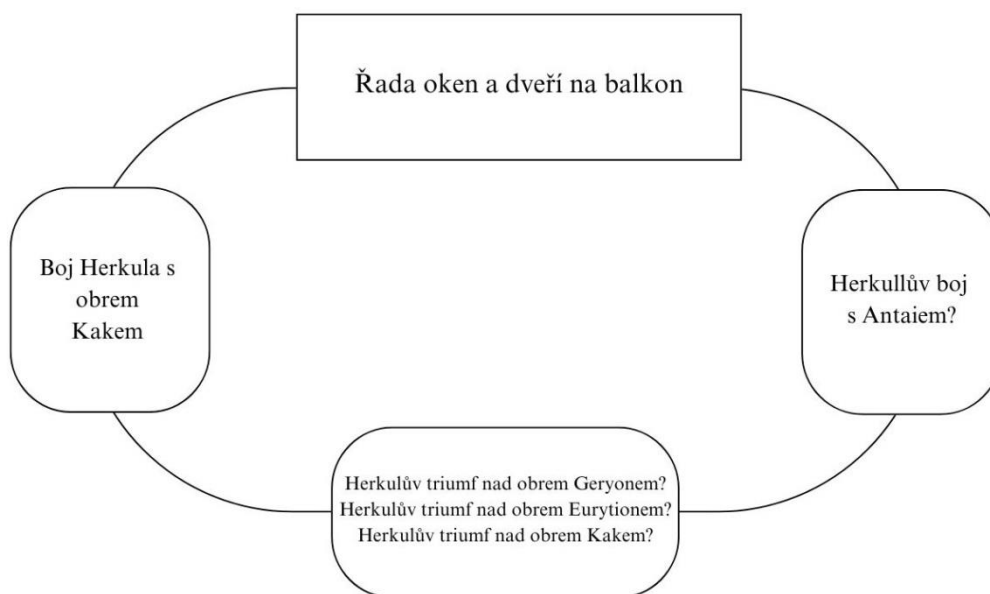 Řada oken a dveří na balkon
Boj Herkula s
obrem
Kakem
Herkullův boj
s Antaiem?
Herkulův triumf nad obrem Geryonem?
Herkulův triumf nad obrem Eurytionem?
Herkulův triumf nad obrem Kakem?